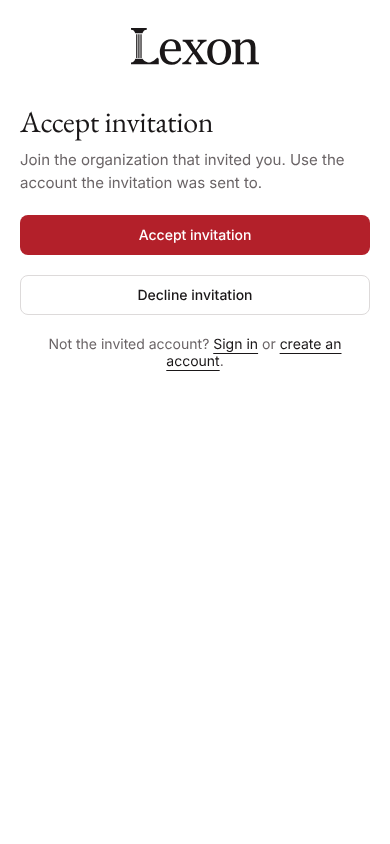 Lexon
Accept invitation
Join the organization that invited you. Use the
account the invitation was sent to.
Accept invitation
Decline invitation
Not the invited account? Sign in or create an
account.